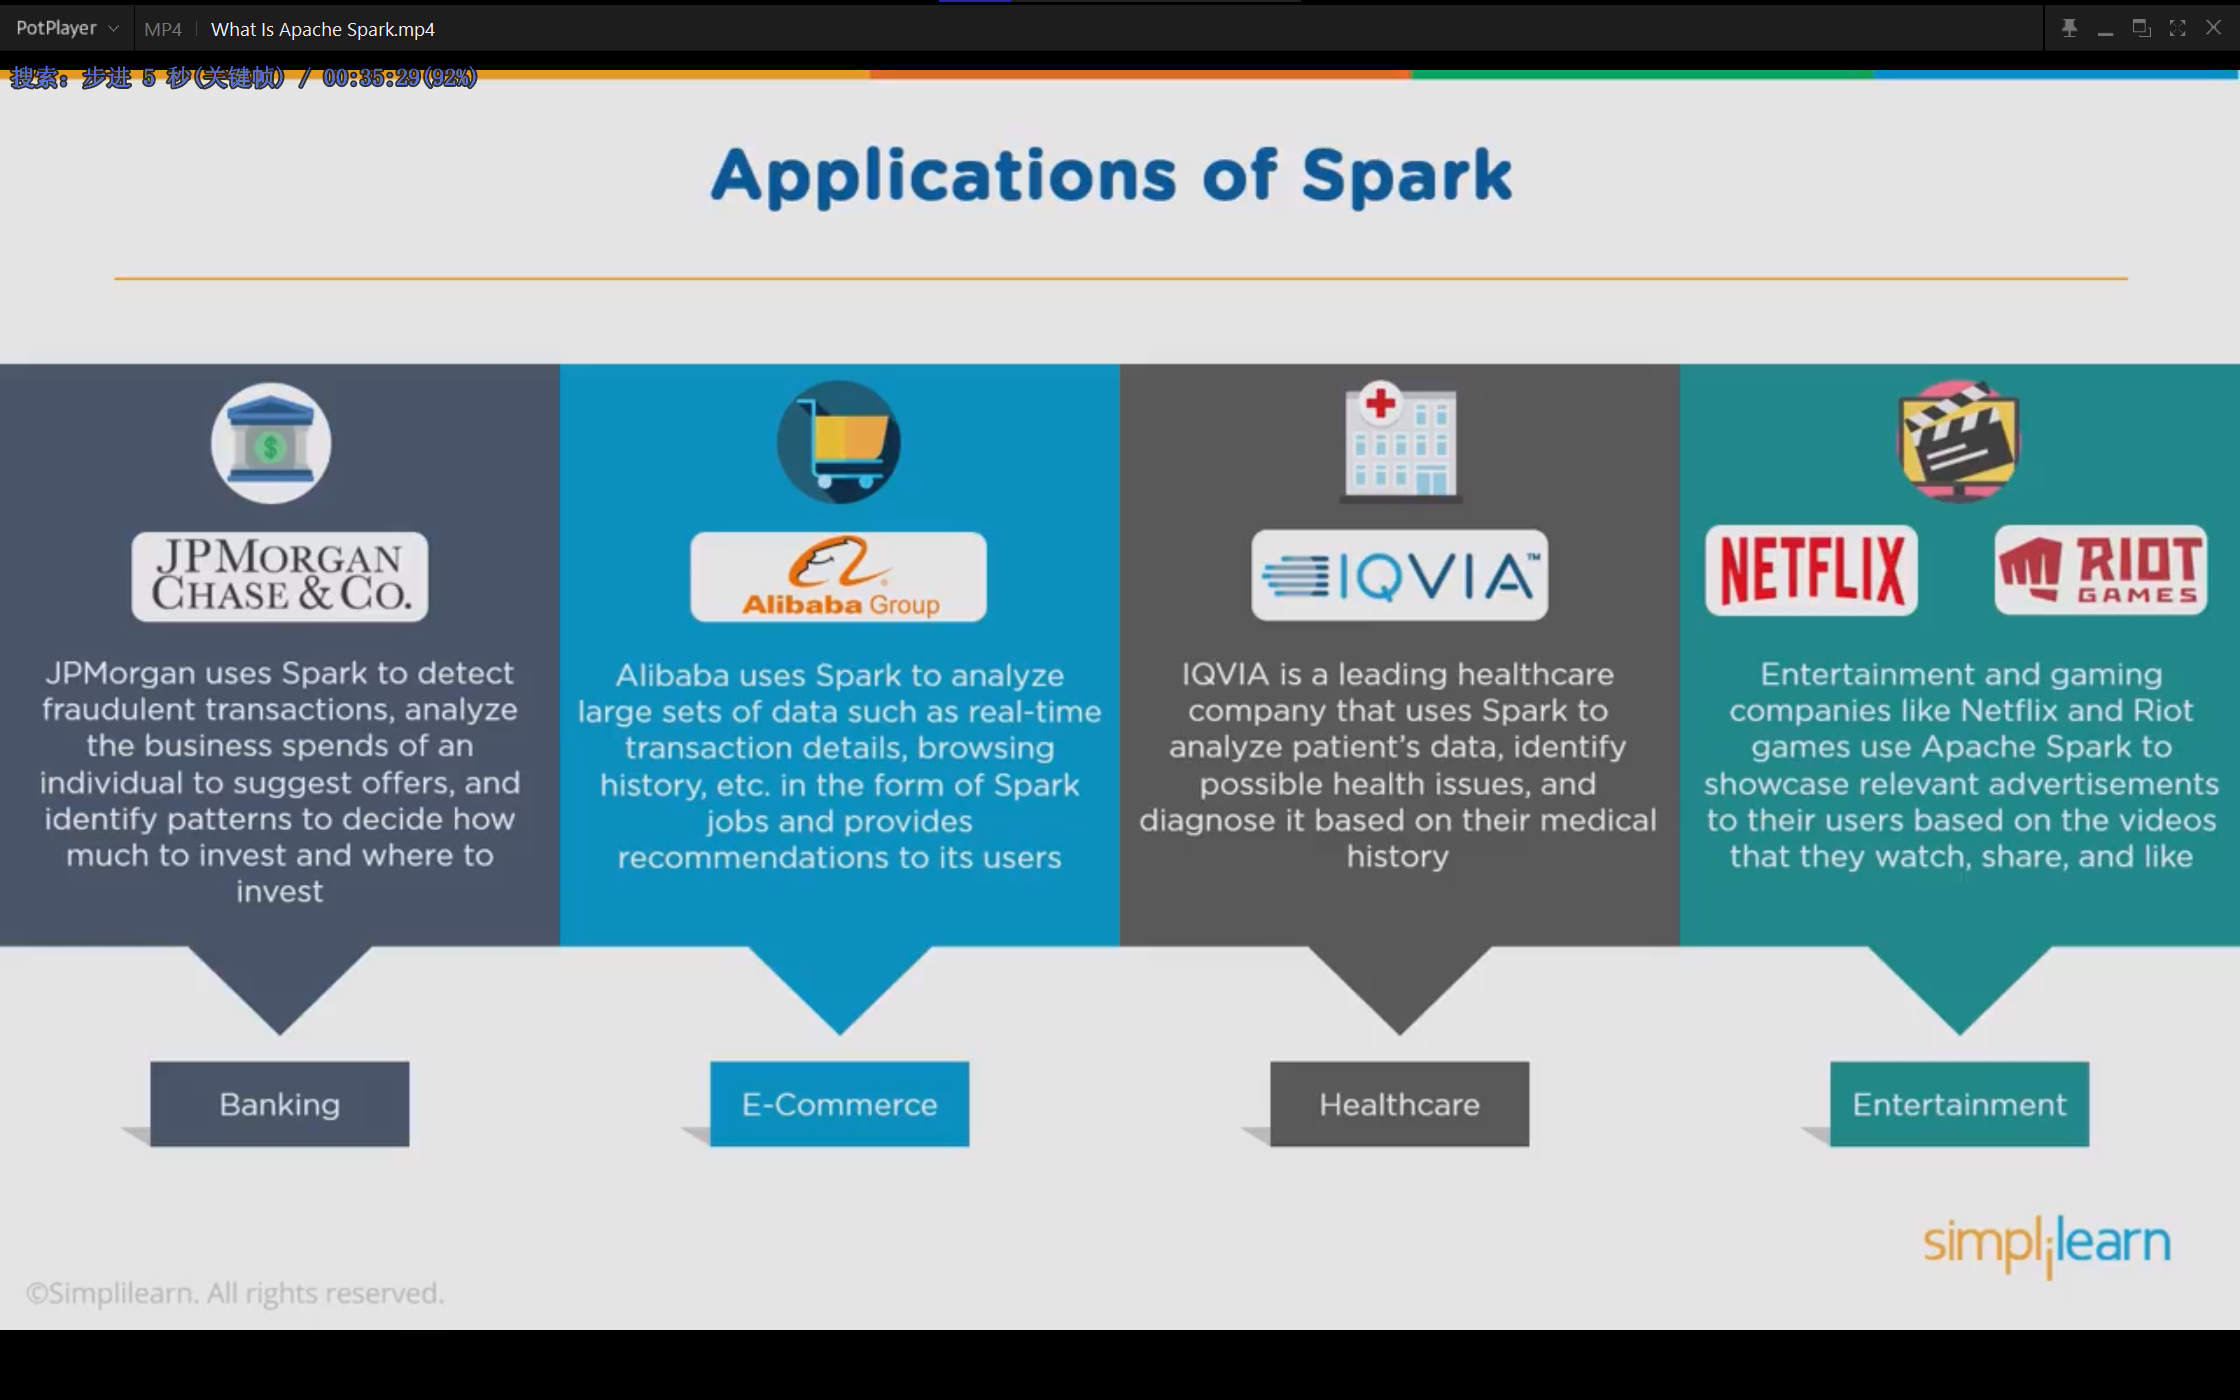 PotPlayer
MP4
What Is Apache Spark.mp4
搜索: 步进 5 秒(关键帧) / 00:35:29(92%)
Applications of Spark
JPMORGAN
CHASE & CO.
JPMorgan uses Spark to detect
fraudulent transactions, analyze
the business spends of an
individual to suggest offers, and
identify patterns to decide how
much to invest and where to
invest
Banking
Alibaba Group
Alibaba uses Spark to analyze
large sets of data such as real-time
transaction details, browsing
history, etc. in the form of Spark
jobs and provides
recommendations to its users
E-Commerce
IQVIA™
IQVIA is a leading healthcare
company that uses Spark to
analyze patient's data, identify
possible health issues, and
diagnose it based on their medical
history
Healthcare
NETFLIX
RIOT
GAMES
Entertainment and gaming
companies like Netflix and Riot
games use Apache Spark to
showcase relevant advertisements
to their users based on the videos
that they watch, share, and like
Entertainment
simplilearn
©Simplilearn. All rights reserved.